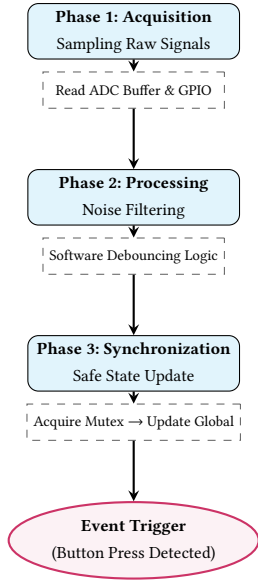 Phase 1: Acquisition
Sampling Raw Signals
Read ADC Buffer & GPIO
Phase 2: Processing
Noise Filtering
Software Debouncing Logic
Phase 3: Synchronization
Safe State Update
Acquire Mutex → Update Global
Event Trigger
(Button Press Detected)